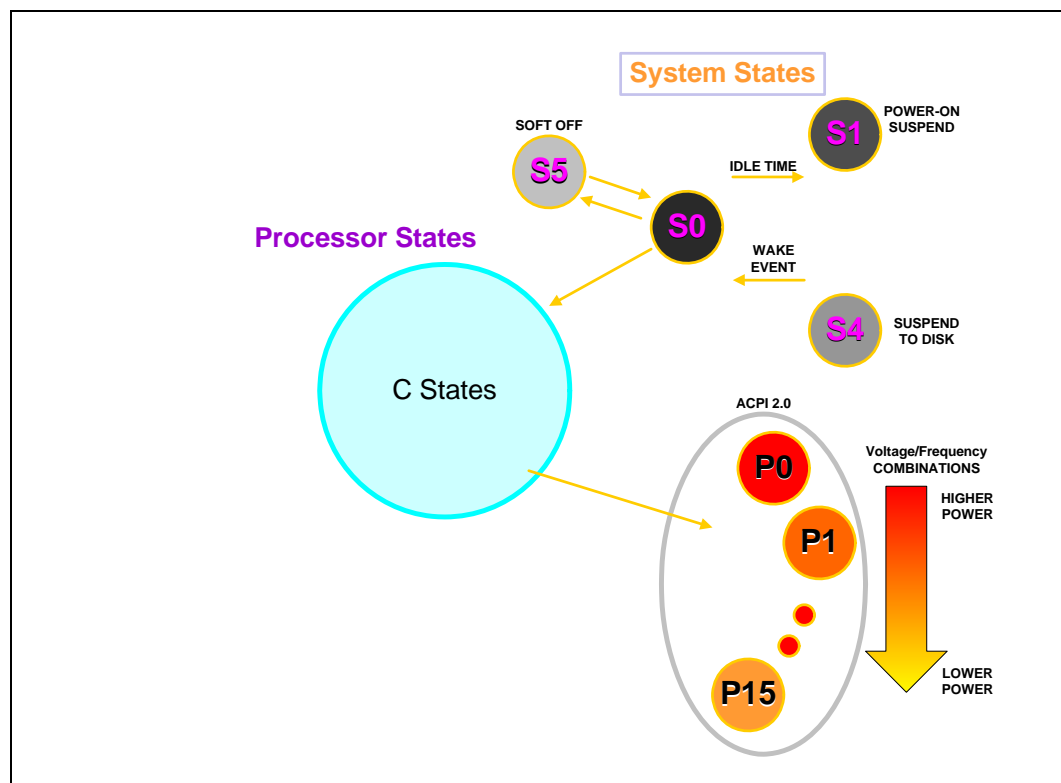 System States
SOFT OFF
S5
S1
POWER-ON
SUSPEND
IDLE TIME
S0
Processor States
WAKE
EVENT
S4
SUSPEND
TO DISK
C States
ACPI 2.0
P0
P1
P15
Voltage/Frequency
COMBINATIONS
HIGHER
POWER
LOWER
POWER